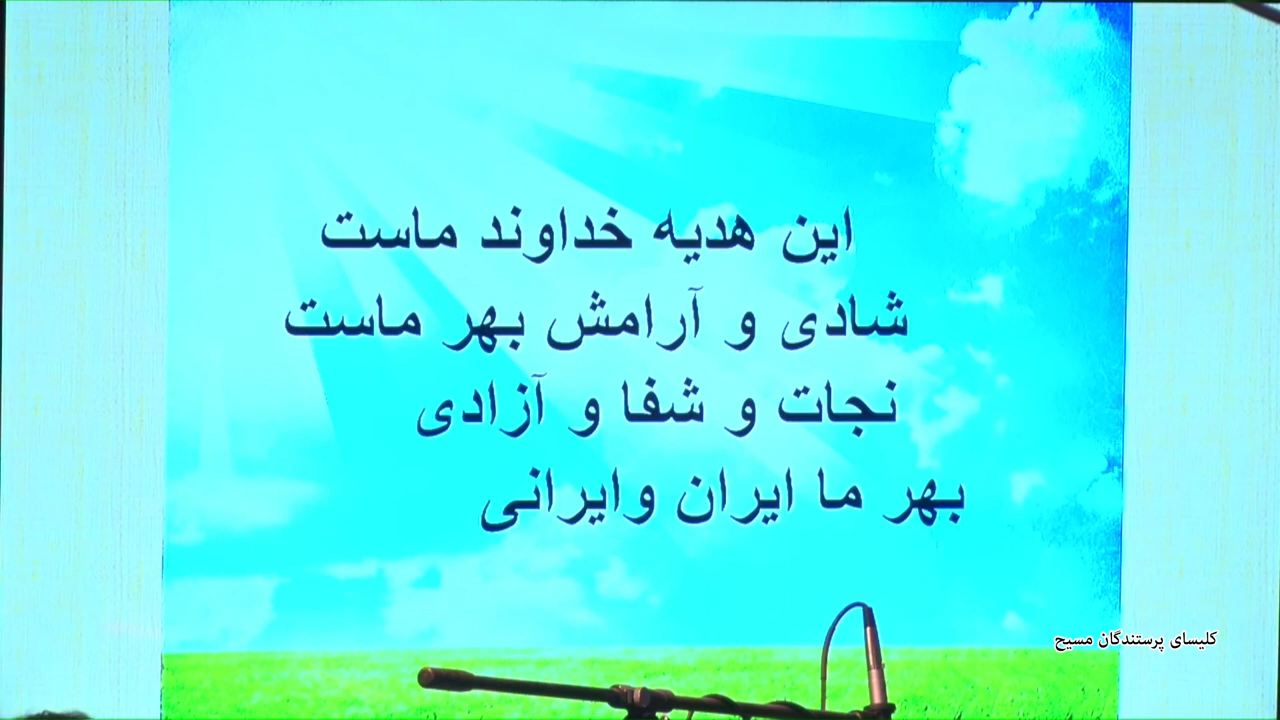 این هدیه خداوند ماست
شادی و آرامش بهر ماست
نجات و شفا و آزادی
بهر ما ایران وایرانی
کلیسای پرستندگان مسیح